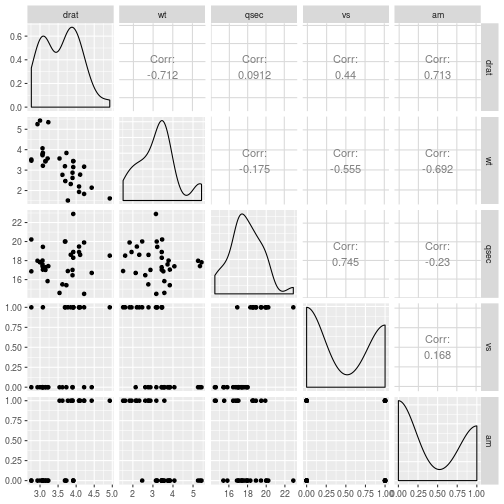 drat wt qsec vs am
0.6
0.4
0.2
0.0
Corr: Corr: Corr: Corr:
-0.712 0.0912 0.44 0.713
drat
5
4
3
2
Corr: Corr: Corr:
-0.175 -0.555 -0.692
wt
22
20
18
16
Corr: Corr:
0.745 -0.23
qsec
1.00
0.75
0.50
0.25
0.00
Corr:
0.168
vs
1.00
0.75
0.50
0.25
0.00
am
3.0 3.5 4.0 4.5 5.0 2 3 4 5 16 18 20 22 0.00 0.25 0.50 0.75 1.00 0.00 0.25 0.50 0.75 1.00